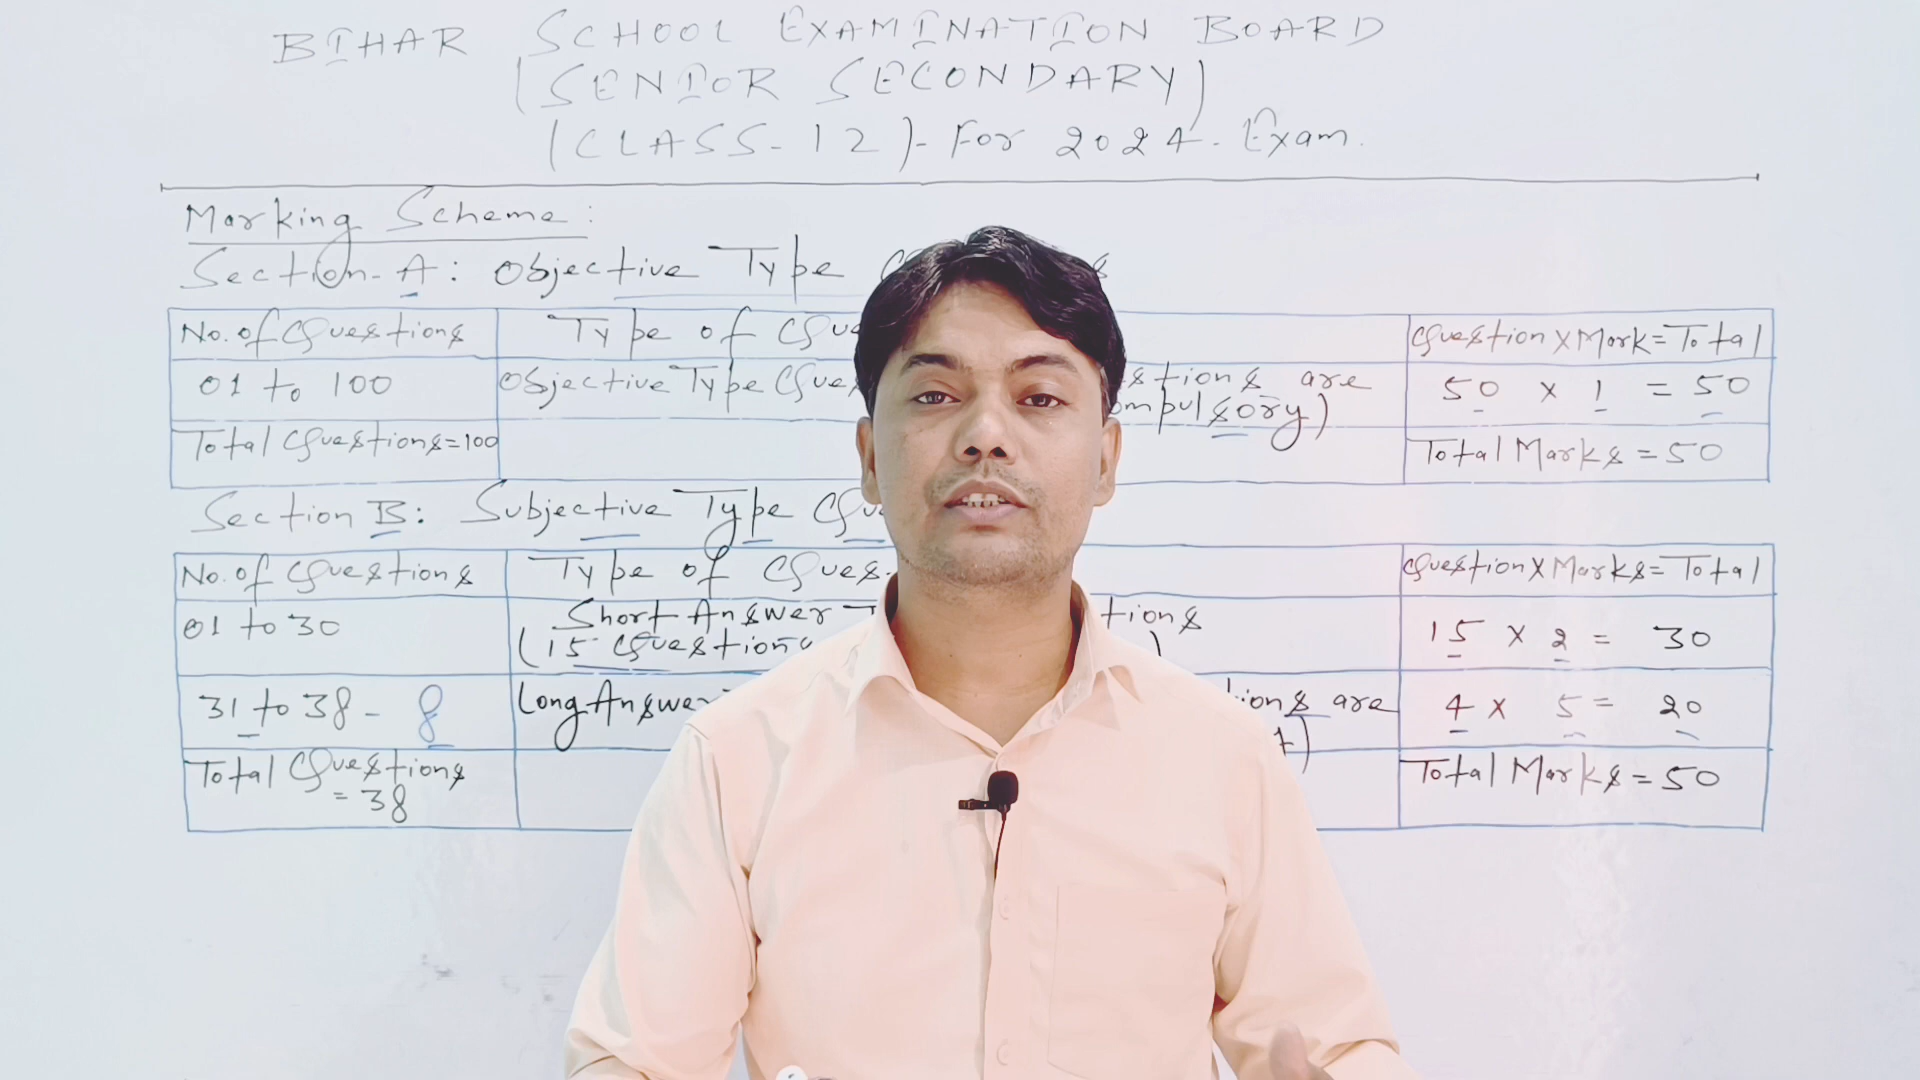 BIHAR SCHOOL EXAMINATION BOARD
(SENIOR SECONDARY)
(CLASS-12)- For 2024- Exam.
Marking Scheme:
Section-A: Objective Type
No. of Questions Type of Question X Mark = Total
01 to 100 Objective Type are 50 x 1 = 50
Total Questions=100 Total Marks = 50
Section B: Subjective Type
No. of Questions Type of Question X Marks = Total
01 to 30 Short Answer 15 x 2 = 30
(15 Question
31 to 38 - 8 Long Answer are 4 x 5 = 20
Total Questions Total Marks = 50
= 38